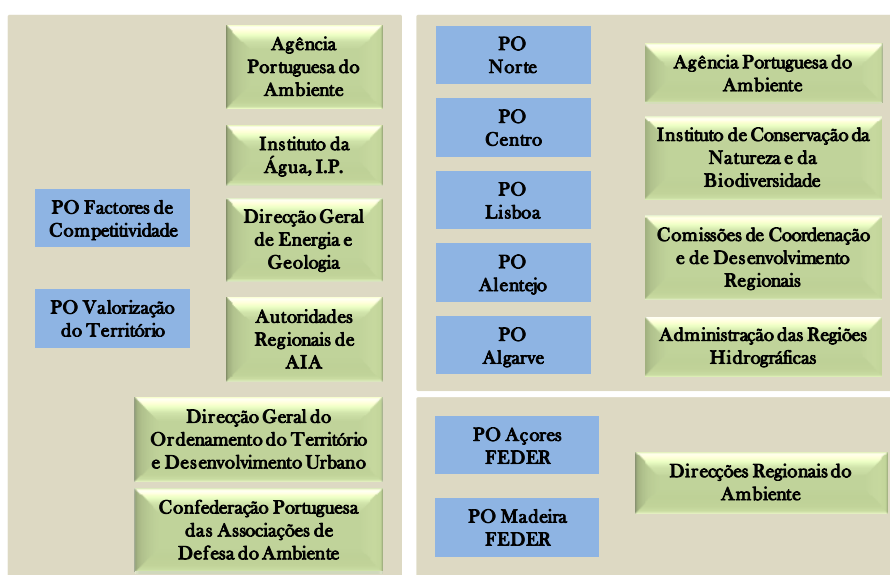 Agência
Portuguesa do
Ambiente
Instituto da
Água, I.P.
PO Factores de
Competitividade
Direcção Geral
de Energia e
Geologia
PO Valorização
do Território
Autoridades
Regionais de
AIA
Direcção Geral do
Ordenamento do Território
e Desenvolvimento Urbano
Confederação Portuguesa
das Associações de
Defesa do Ambiente
PO
Norte
PO
Centro
PO
Lisboa
PO
Alentejo
PO
Algarve
Agência Portuguesa do
Ambiente
Instituto de Conservação da
Natureza e da
Biodiversidade
Comissões de Coordenação
e de Desenvolvimento
Regionais
Administração das Regiões
Hidrográficas
PO Açores
FEDER
PO Madeira
FEDER
Direcções Regionais do
Ambiente